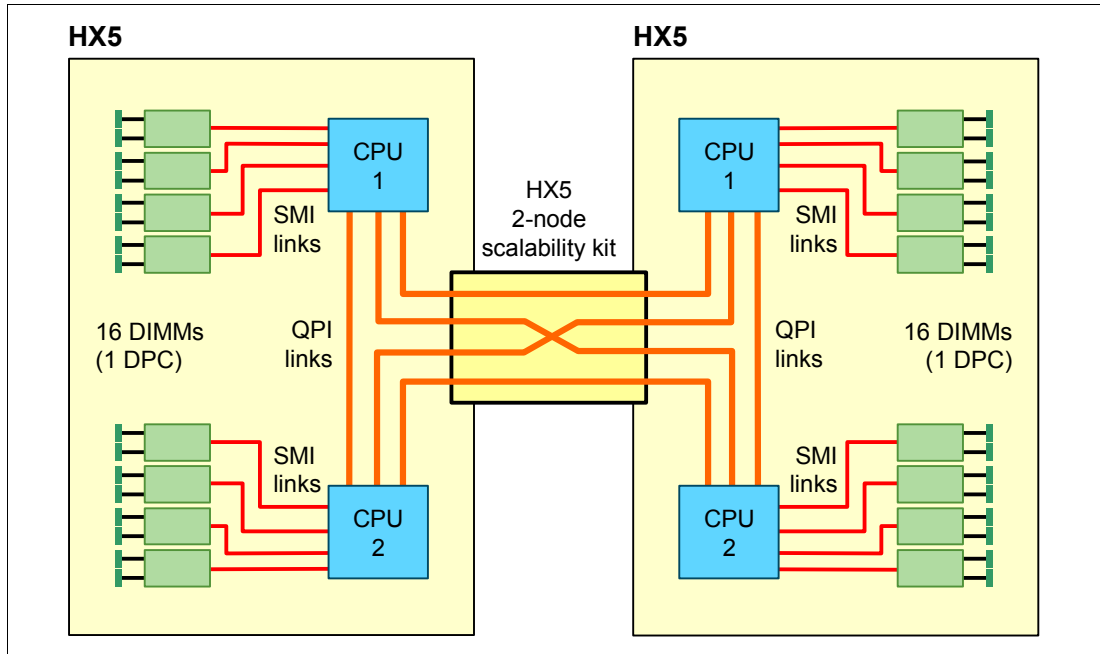 HX5
HX5
CPU
1
SMI
links
HX5
2-node
scalability kit
CPU
1
SMI
links
16 DIMMs
(1 DPC)
QPI
links
QPI
links
16 DIMMs
(1 DPC)
SMI
links
CPU
2
SMI
links
CPU
2